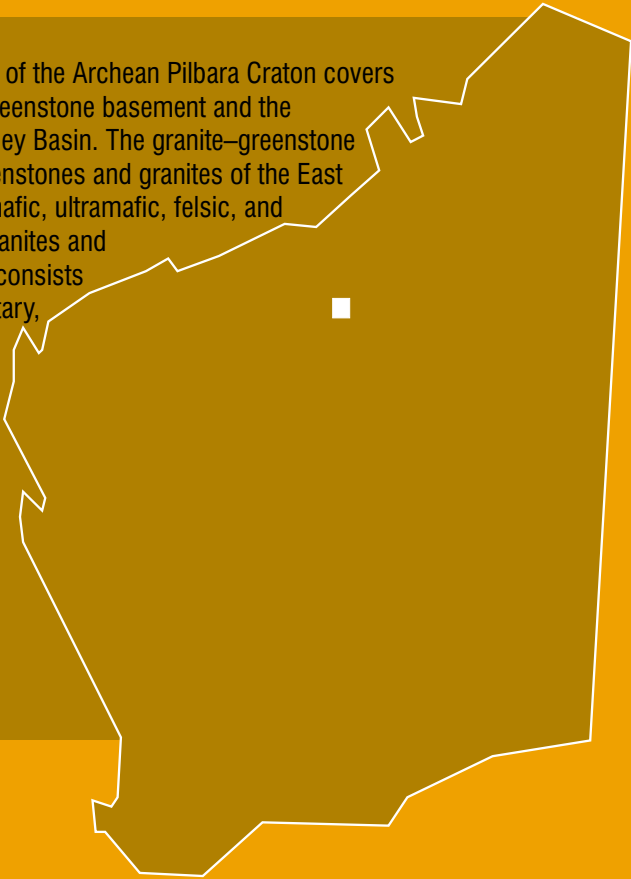 of the Archean Pilbara Craton covers
eenstone basement and the
ey Basin. The granite–greenstone
enstones and granites of the East
afic, ultramafic, felsic, and
anites and
consists
tary,